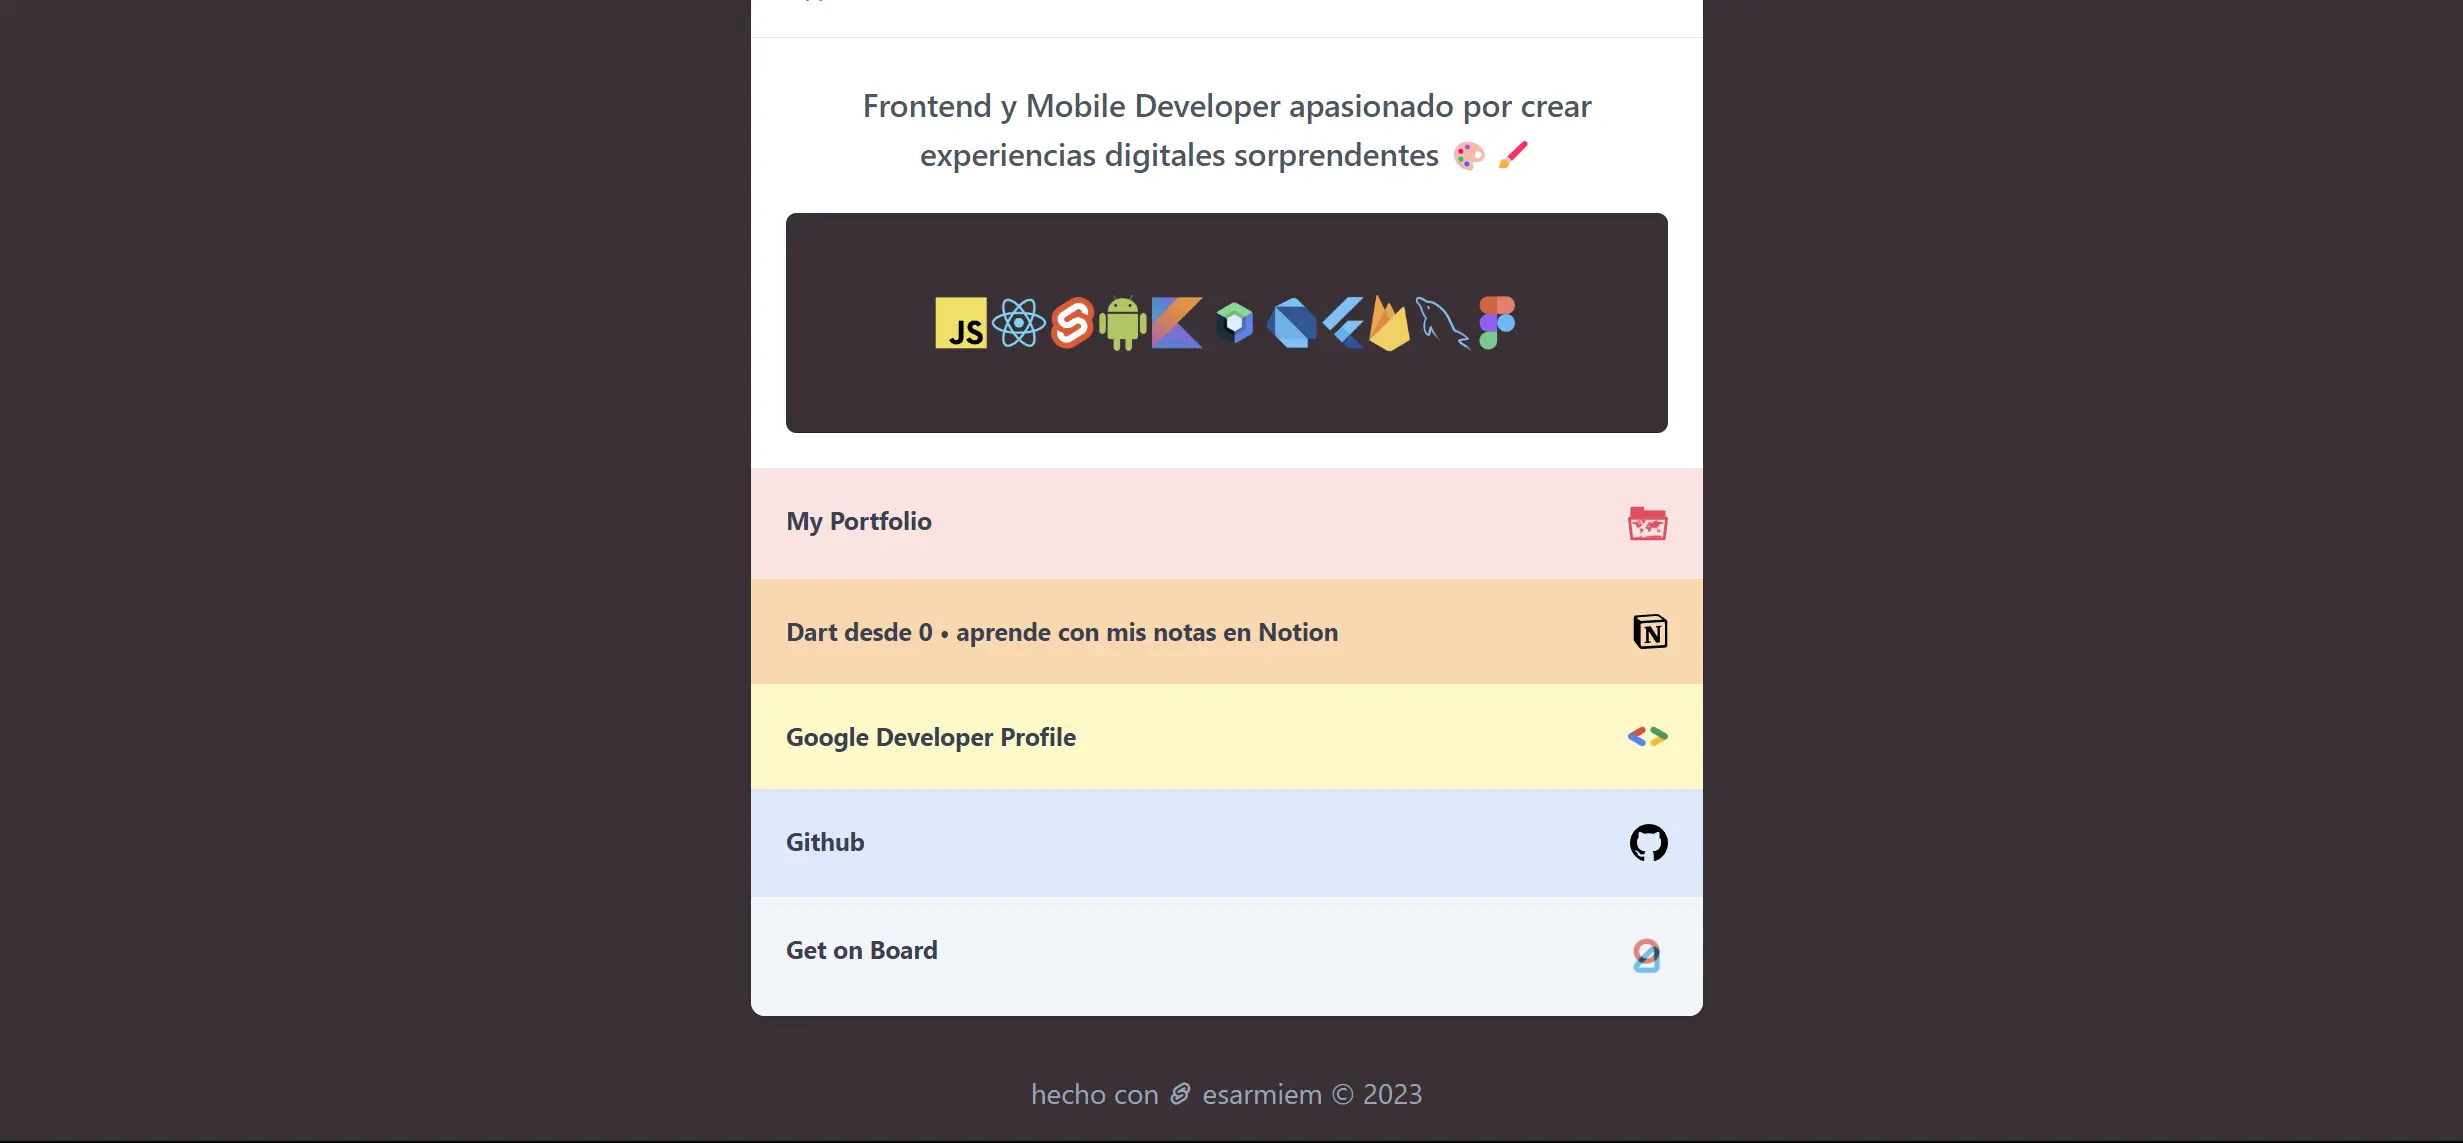 Frontend y Mobile Developer apasionado por crear
experiencias digitales sorprendentes 🎨 🖌️
JS
My Portfolio
Dart desde 0 • aprende con mis notas en Notion
N
Google Developer Profile
Github
Get on Board
hecho con esarmiem © 2023